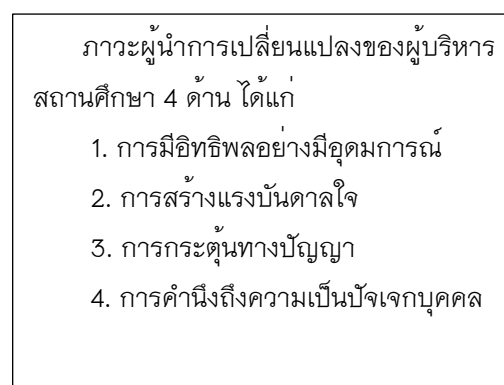 ภาวะผู้นำการเปลี่ยนแปลงของผู้บริหาร
สถานศึกษา 4 ด้าน ได้แก่
1. การมีอิทธิพลอย่างมีอุดมการณ์
2. การสร้างแรงบันดาลใจ
3. การกระตุ้นทางปัญญา
4. การคำนึงถึงความเป็นปัจเจกบุคคล